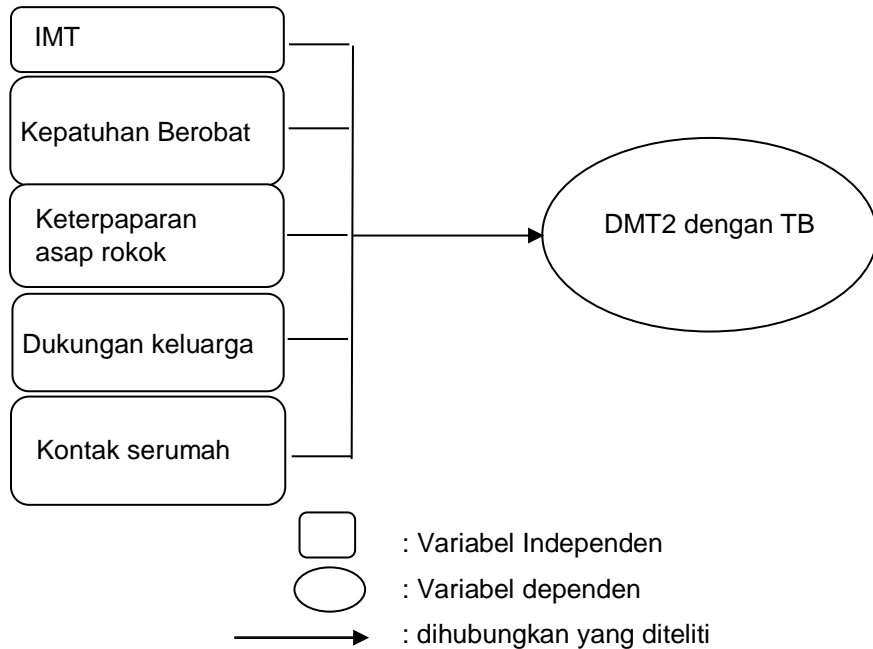 IMT
Kepatuhan Berobat
Keterpaparan
asap rokok
Dukungan keluarga
Kontak serumah
DMT2 dengan TB
: Variabel Independen
: Variabel dependen
: dihubungkan yang diteliti